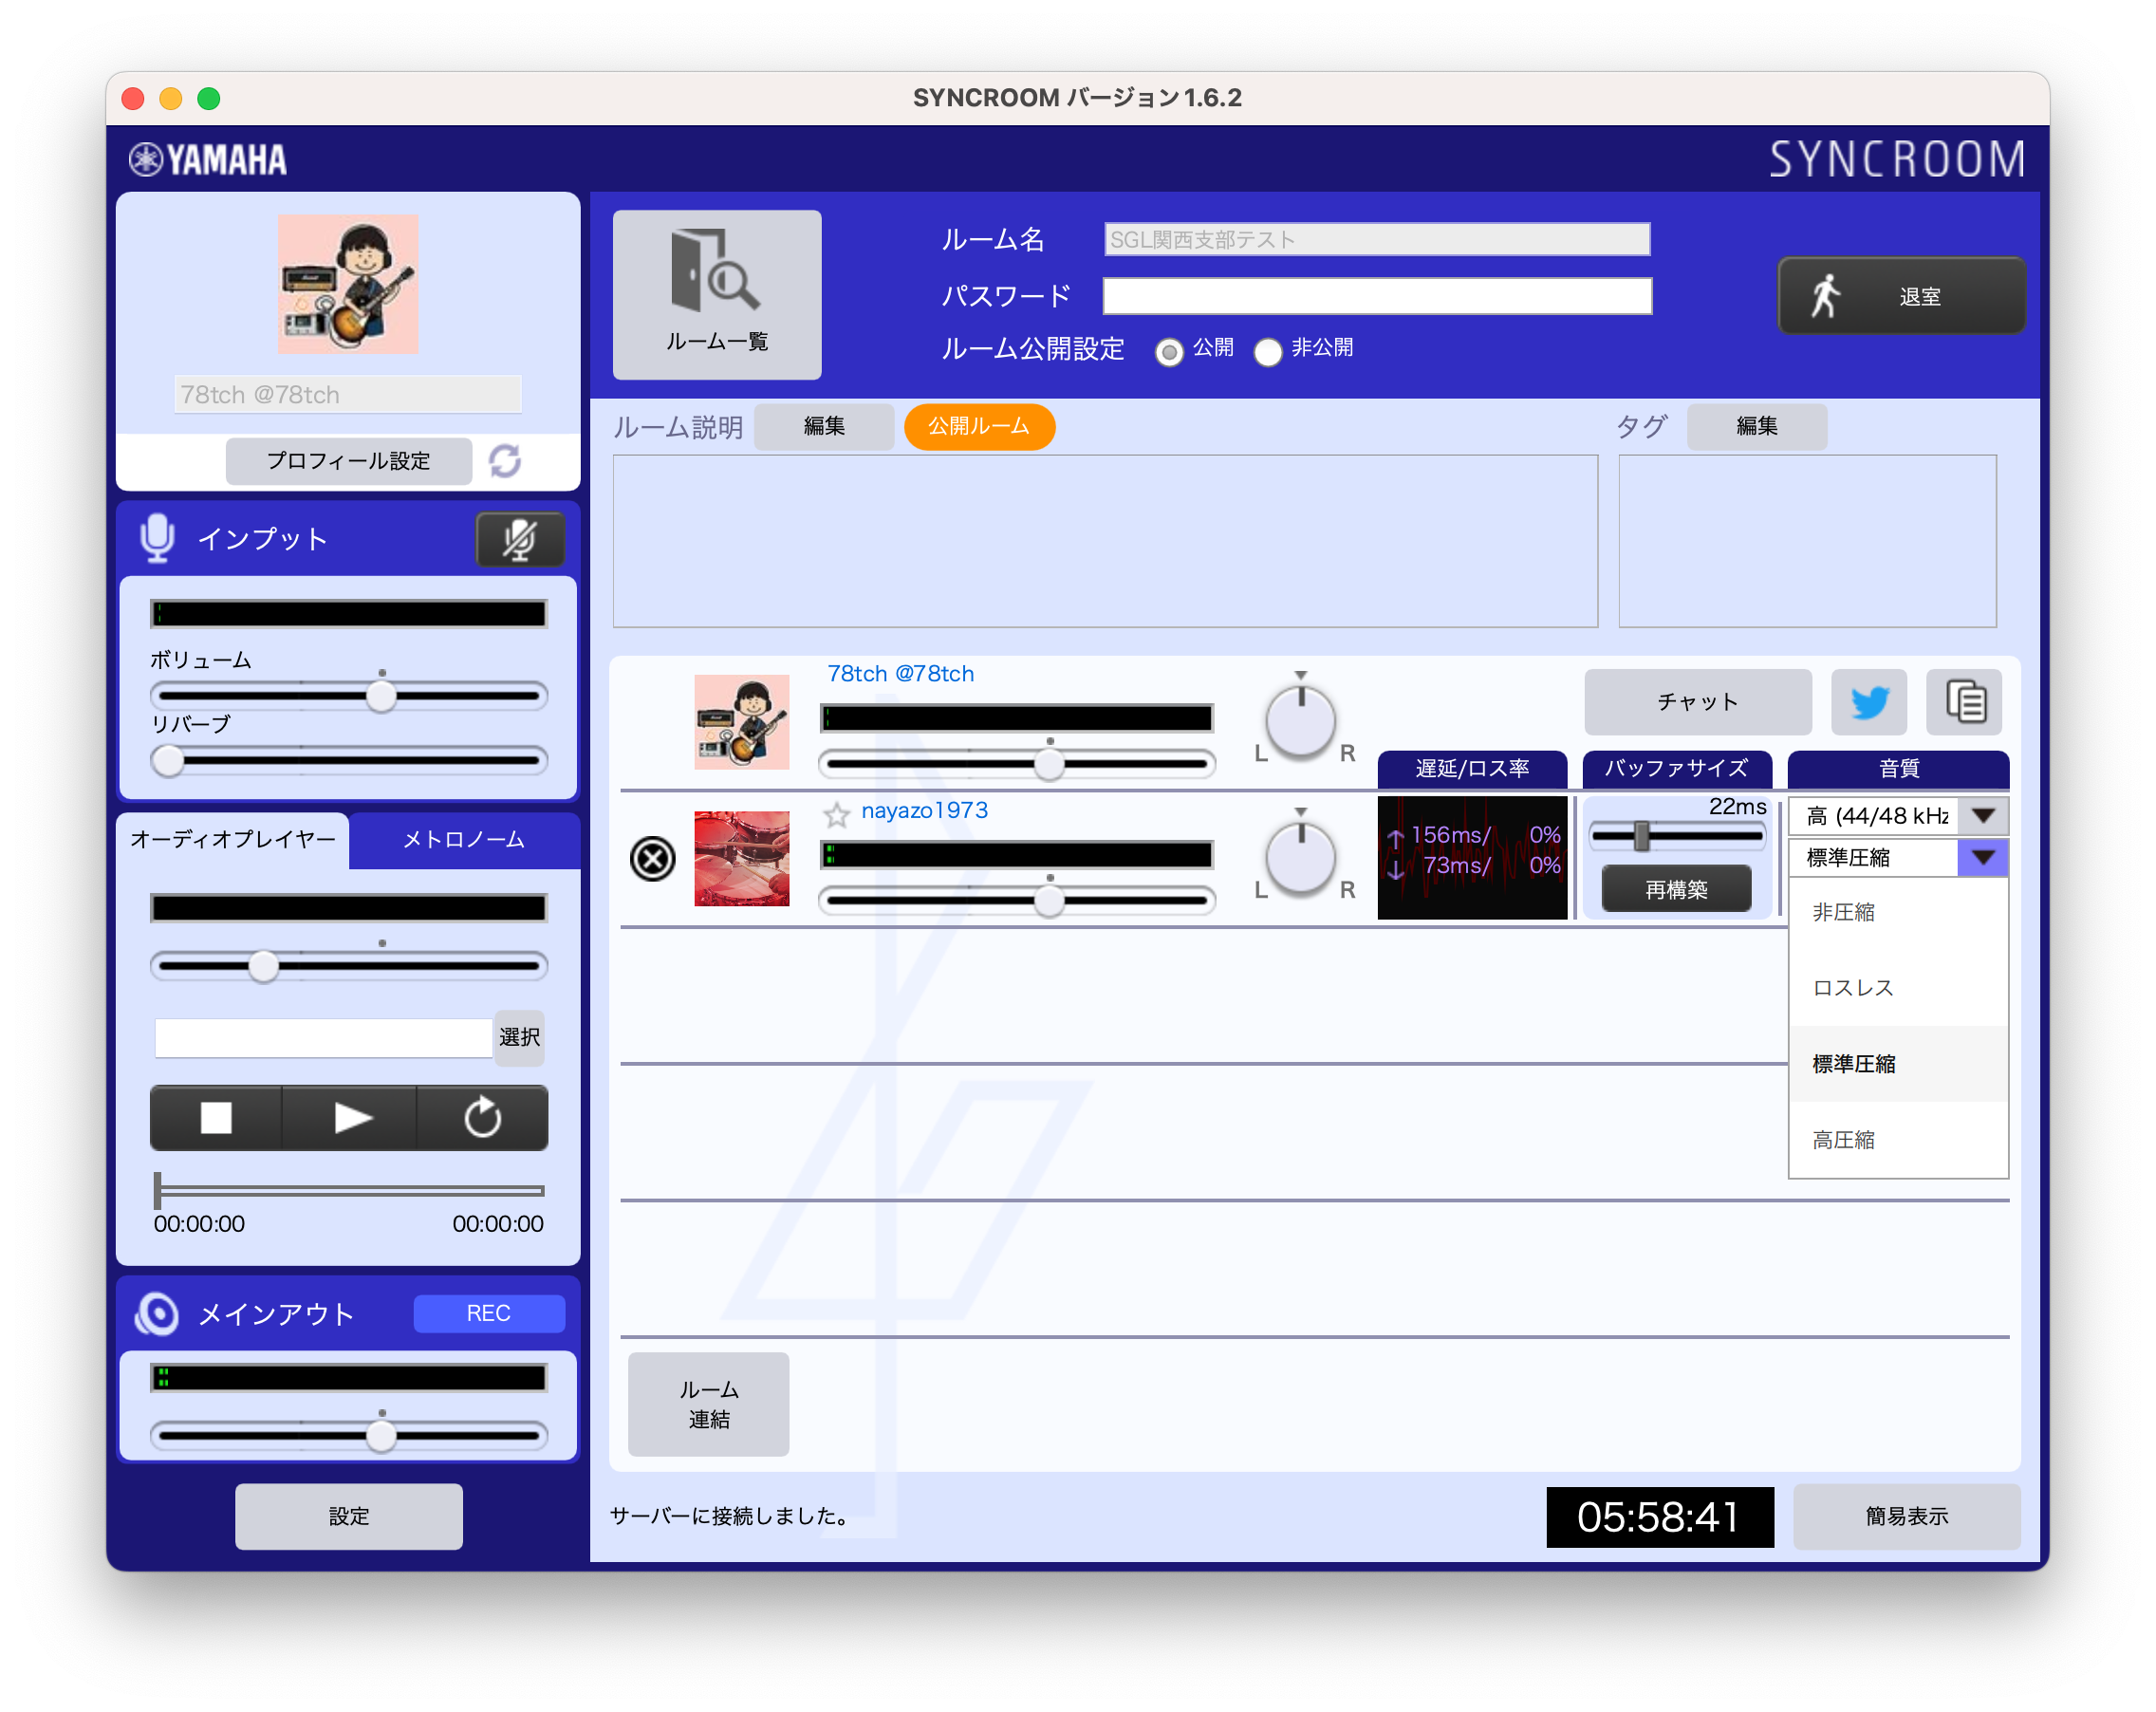 SYNCROOM バージョン1.6.2
YAMAHA
SYNCROOM
78tch @78tch
プロフィール設定
インプット
ボリューム
リバーブ
オーディオプレイヤー
メトロノーム
選択
00:00:00
00:00:00
メインアウト
REC
設定
ルーム一覧
ルーム名
SGL関西支部テスト
パスワード
ルーム公開設定
公開
非公開
退室
ルーム説明
編集
公開ルーム
タグ
編集
78tch @78tch
L R
チャット
遅延/ロス率
バッファサイズ
音質
nayazo1973
L R
↑ 156ms/ 0%
↓ 73ms/ 0%
22ms
再構築
高 (44/48 kHz
標準圧縮
非圧縮
ロスレス
標準圧縮
高圧縮
ルーム
連結
サーバーに接続しました。
05:58:41
簡易表示